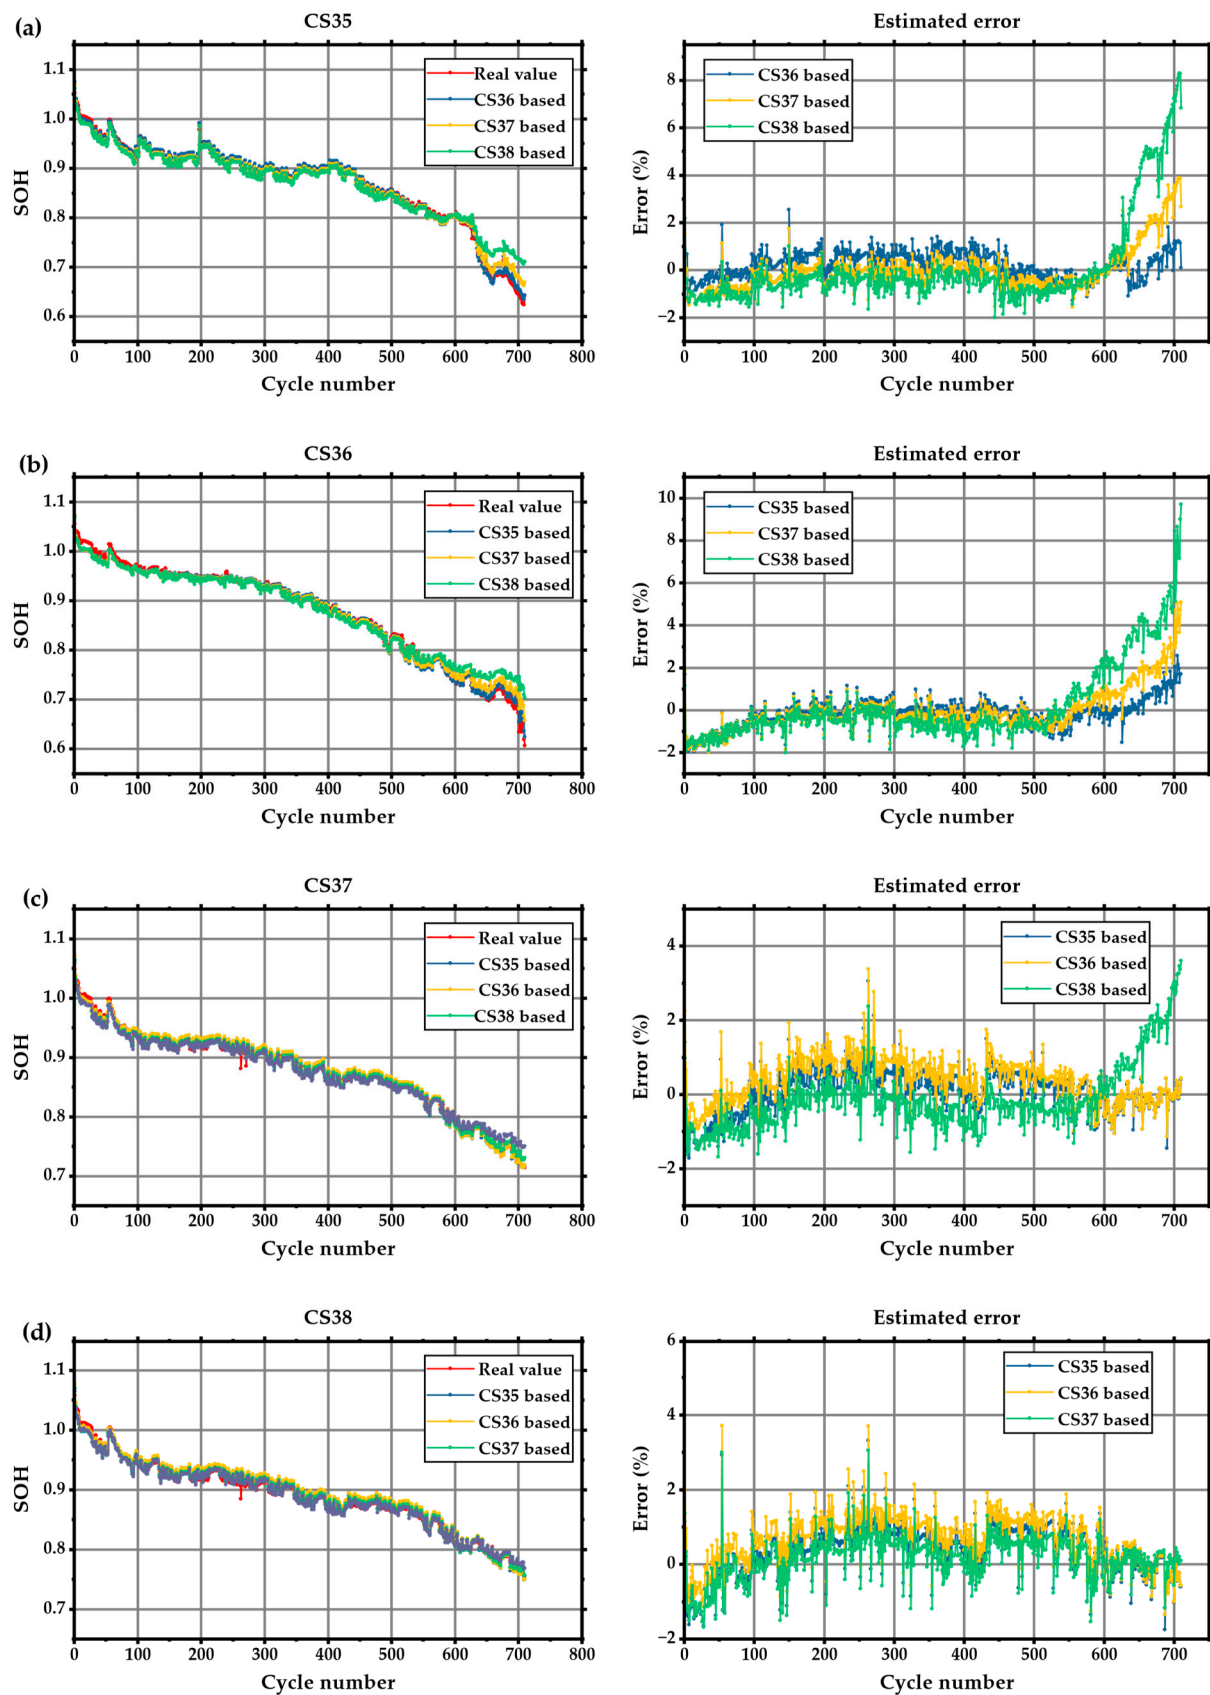 (a)
CS35
Estimated error
1.1
1.0
0.9
0.8
0.7
0.6
SOH
Real value
CS36 based
CS37 based
CS38 based
0 100 200 300 400 500 600 700 800
Cycle number
8
6
4
2
0
−2
Error (%)
CS36 based
CS37 based
CS38 based
0 100 200 300 400 500 600 700
Cycle number
(b)
CS36
Estimated error
1.1
1.0
0.9
0.8
0.7
0.6
SOH
Real value
CS35 based
CS37 based
CS38 based
0 100 200 300 400 500 600 700 800
Cycle number
10
8
6
4
2
0
−2
Error (%)
CS35 based
CS37 based
CS38 based
0 100 200 300 400 500 600 700
Cycle number
(c)
CS37
Estimated error
1.1
1.0
0.9
0.8
0.7
SOH
Real value
CS35 based
CS36 based
CS38 based
0 100 200 300 400 500 600 700 800
Cycle number
4
2
0
−2
Error (%)
CS35 based
CS36 based
CS38 based
0 100 200 300 400 500 600 700
Cycle number
(d)
CS38
Estimated error
1.1
1.0
0.9
0.8
0.7
SOH
Real value
CS35 based
CS36 based
CS37 based
0 100 200 300 400 500 600 700 800
Cycle number
6
4
2
0
−2
Error (%)
CS35 based
CS36 based
CS37 based
0 100 200 300 400 500 600 700
Cycle number